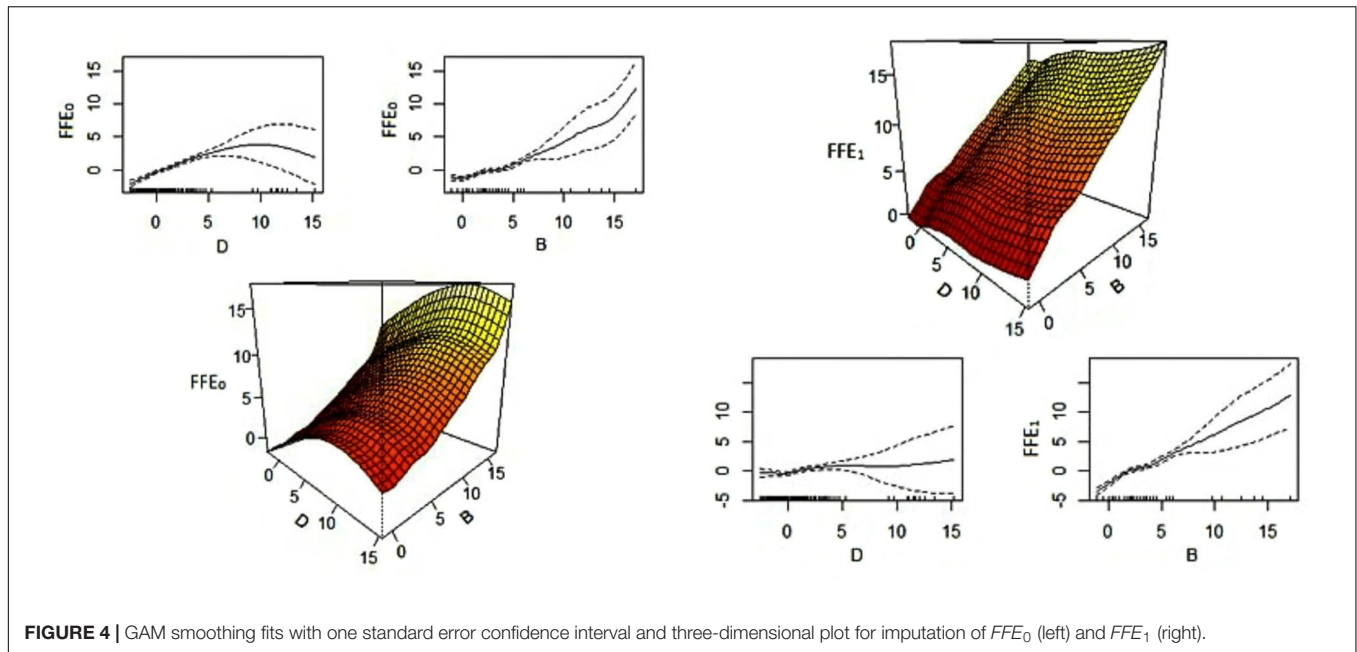 FFE₀
15
10
5
0
0 5 10 15
D
FFE₀
15
10
5
0
0 5 10 15
B
FFE₀
15
10
5
0
0
5
10
15
D
0
5
10
15
B
FFE₁
15
10
5
0
0
5
10
15
D
0
5
10
15
B
10
5
0
-5
0 5 10 15
D
FFE₁
10
5
0
-5
0 5 10 15
B
FIGURE 4 | GAM smoothing fits with one standard error confidence interval and three-dimensional plot for imputation of FFE₀ (left) and FFE₁ (right).